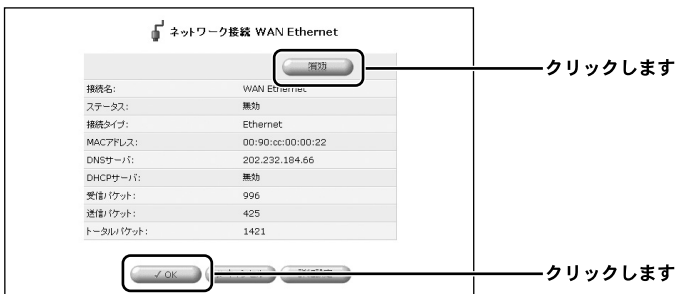 ネットワーク接続 WAN Ethernet
有効
クリックします
接続名: WAN Ethernet
ステータス: 無効
接続タイプ: Ethernet
MACアドレス: 00:90:cc:00:00:22
DNSサーバ: 202.232.184.66
DHCPサーバ: 無効
受信パケット: 996
送信パケット: 425
トータルパケット: 1421
✓ OK
クリックします